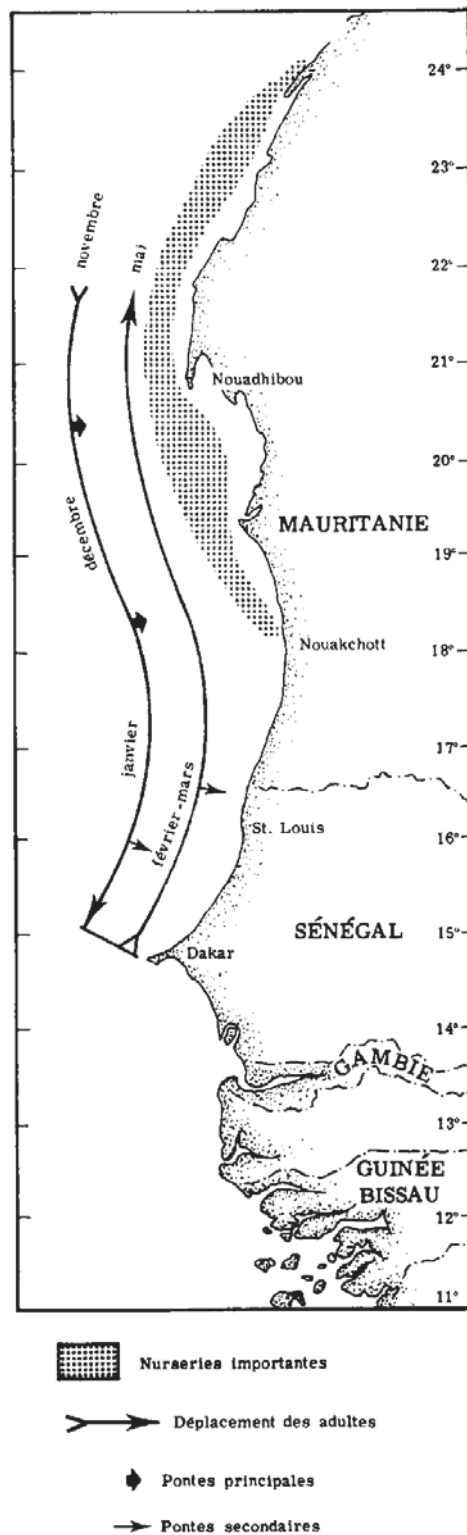 24°
23°
novembre
mai
22°
21°
Nouadhibou
20°
décembre
MAURITANIE
19°
Nouakchott
18°
janvier
17°
février-mars
St. Louis
16°
SÉNÉGAL
15°
Dakar
14°
GAMBIE
13°
GUINÉE
BISSAU
12°
11°
Nurseries importantes
Déplacement des adultes
Pontes principales
Pontes secondaires